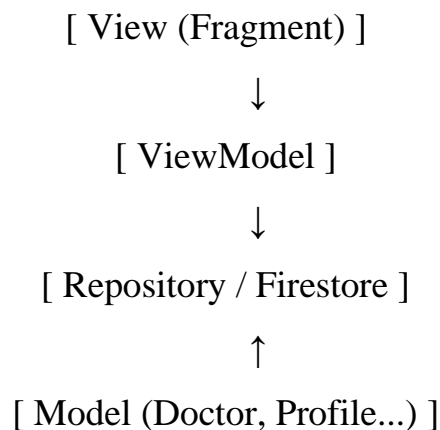 [ View (Fragment) ]
↓
[ ViewModel ]
↓
[ Repository / Firestore ]
↑
[ Model (Doctor, Profile...) ]